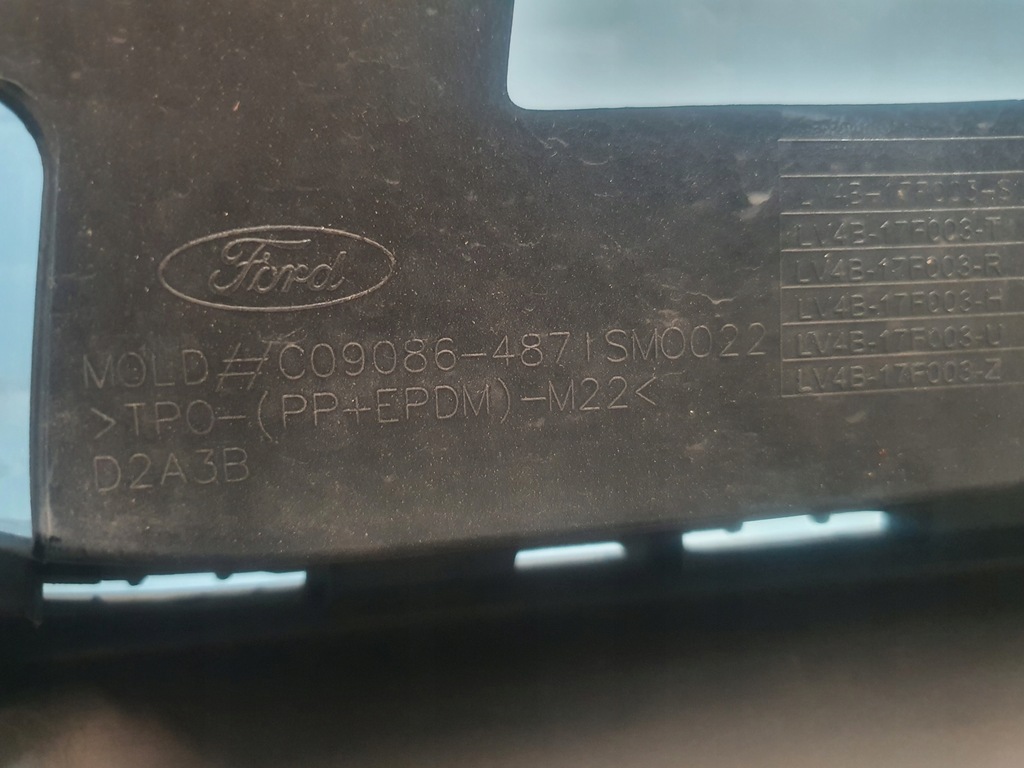 Ford
MOLD#C09086-4871SM0022
>TPO-(PP+EPDM)-M22<
D2A3B
LV4B-17F003-S
LV4B-17F003-T
LV4B-17F003-R
LV4B-17F003-H
LV4B-17F003-U
LV4B-17F003-Z